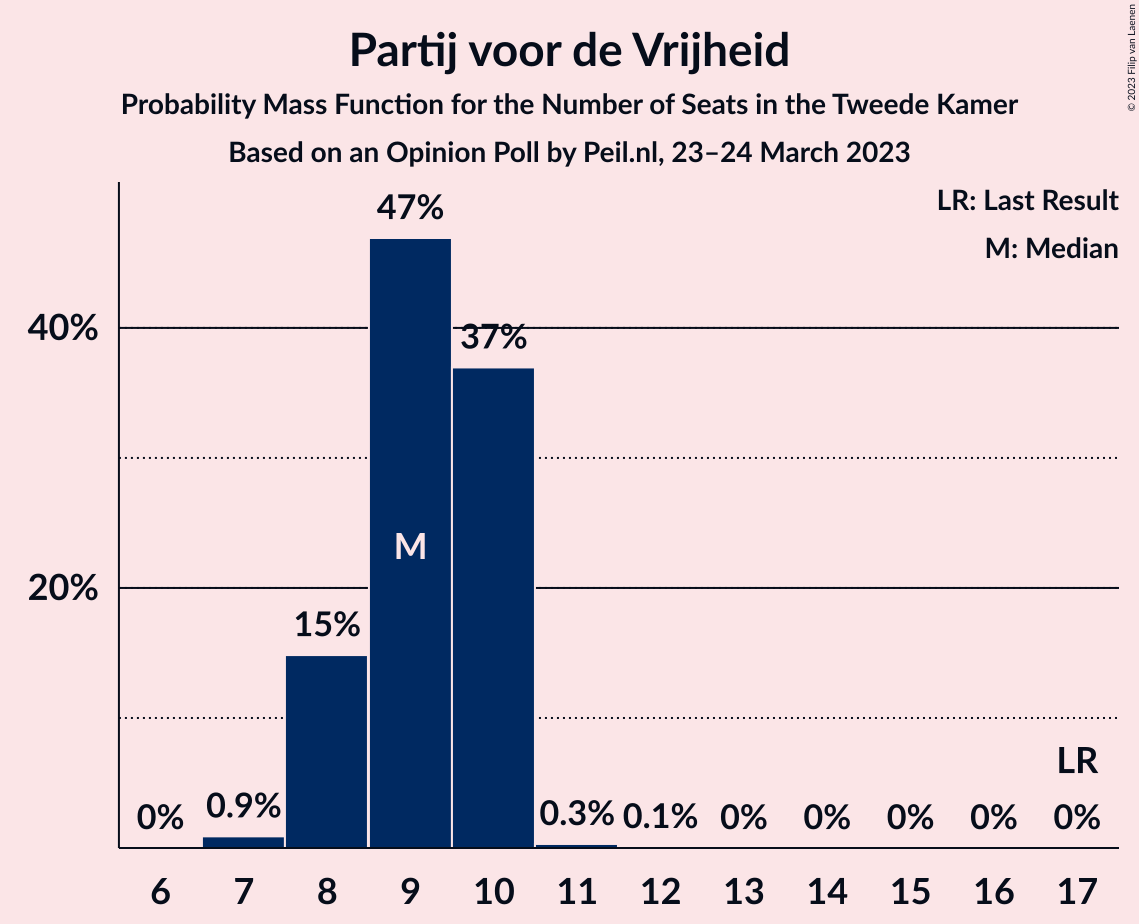 Partij voor de Vrijheid
Probability Mass Function for the Number of Seats in the Tweede Kamer
Based on an Opinion Poll by Peil.nl, 23–24 March 2023
© 2023 Filip van Laenen
LR: Last Result
M: Median
47%
40%
37%
M
20%
15%
LR
0% 0.9% 0.3% 0.1% 0% 0% 0% 0% 0%
6 7 8 9 10 11 12 13 14 15 16 17